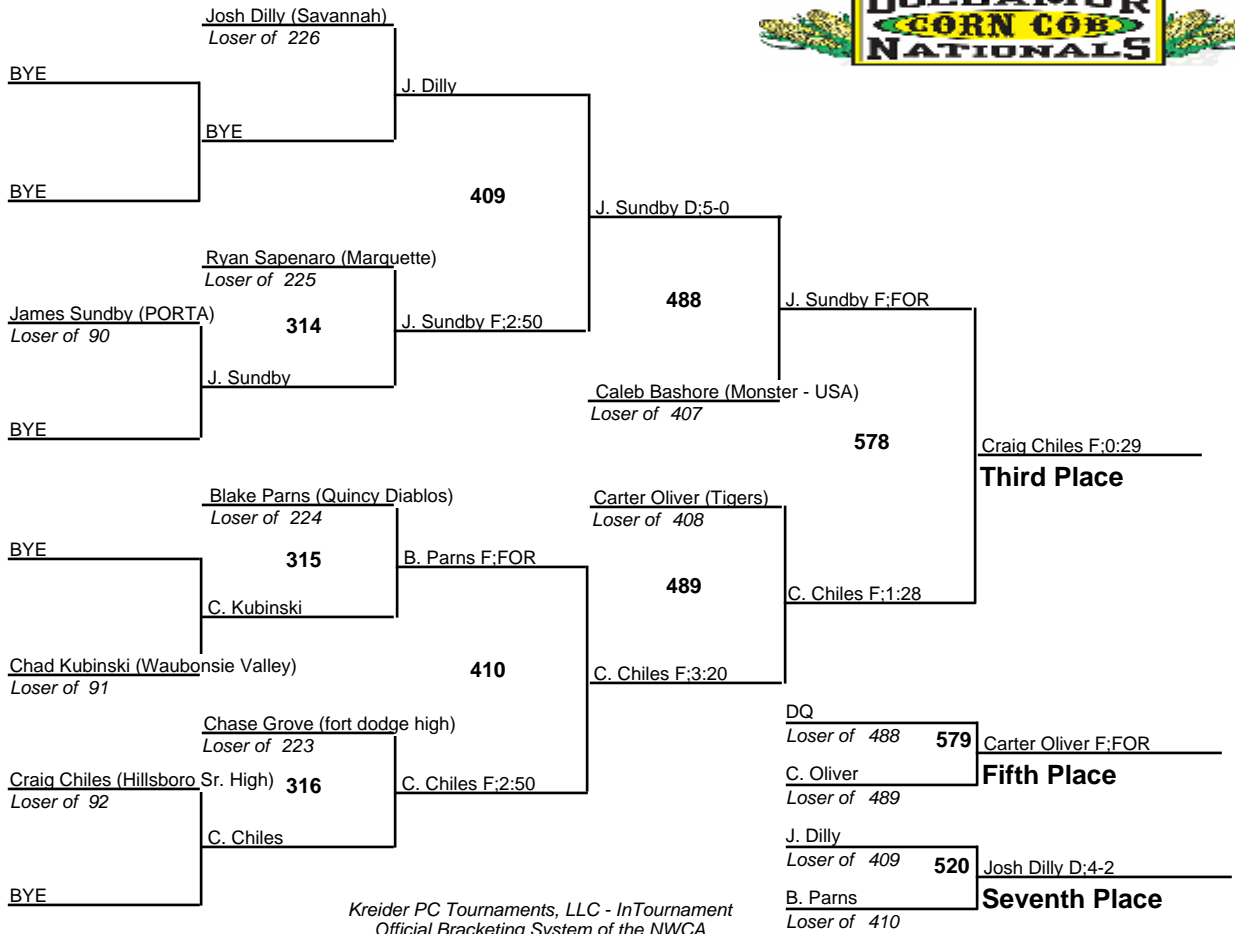 DOLLAMUR
CORN COB
NATIONALS
Josh Dilly (Savannah)
Loser of 226
BYE
J. Dilly
BYE
BYE
409
J. Sundby D;5-0
Ryan Sapenaro (Marquette)
Loser of 225
James Sundby (PORTA)
Loser of 90
314
J. Sundby F;2:50
488
J. Sundby F;FOR
J. Sundby
Caleb Bashore (Monster - USA)
Loser of 407
BYE
578
Craig Chiles F;0:29
Third Place
Blake Parns (Quincy Diablos)
Loser of 224
Carter Oliver (Tigers)
Loser of 408
BYE
315
B. Parns F;FOR
489
C. Chiles F;1:28
C. Kubinski
Chad Kubinski (Waubonsie Valley)
Loser of 91
410
C. Chiles F;3:20
Chase Grove (fort dodge high)
Loser of 223
Craig Chiles (Hillsboro Sr. High)
Loser of 92
316
C. Chiles F;2:50
C. Chiles
BYE
DQ
Loser of 488
579
Carter Oliver F;FOR
Fifth Place
C. Oliver
Loser of 489
J. Dilly
Loser of 409
520
Josh Dilly D;4-2
Seventh Place
B. Parns
Loser of 410
Kreider PC Tournaments, LLC - InTournament
Official Bracketing System of the NWCA